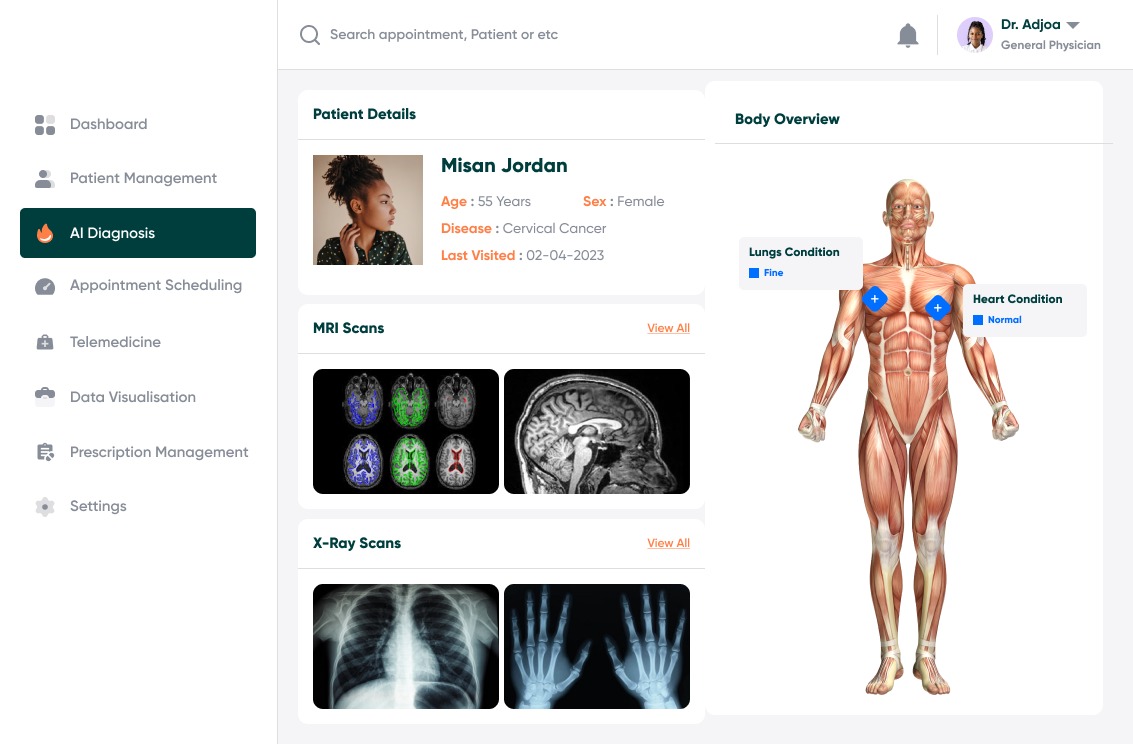 Search appointment, Patient or etc
Dr. Adjoa
General Physician
Dashboard
Patient Management
AI Diagnosis
Appointment Scheduling
Telemedicine
Data Visualisation
Prescription Management
Settings
Patient Details
Misan Jordan
Age : 55 Years Sex : Female
Disease : Cervical Cancer
Last Visited : 02-04-2023
MRI Scans View All
X-Ray Scans View All
Body Overview
Lungs Condition
Fine
Heart Condition
Normal